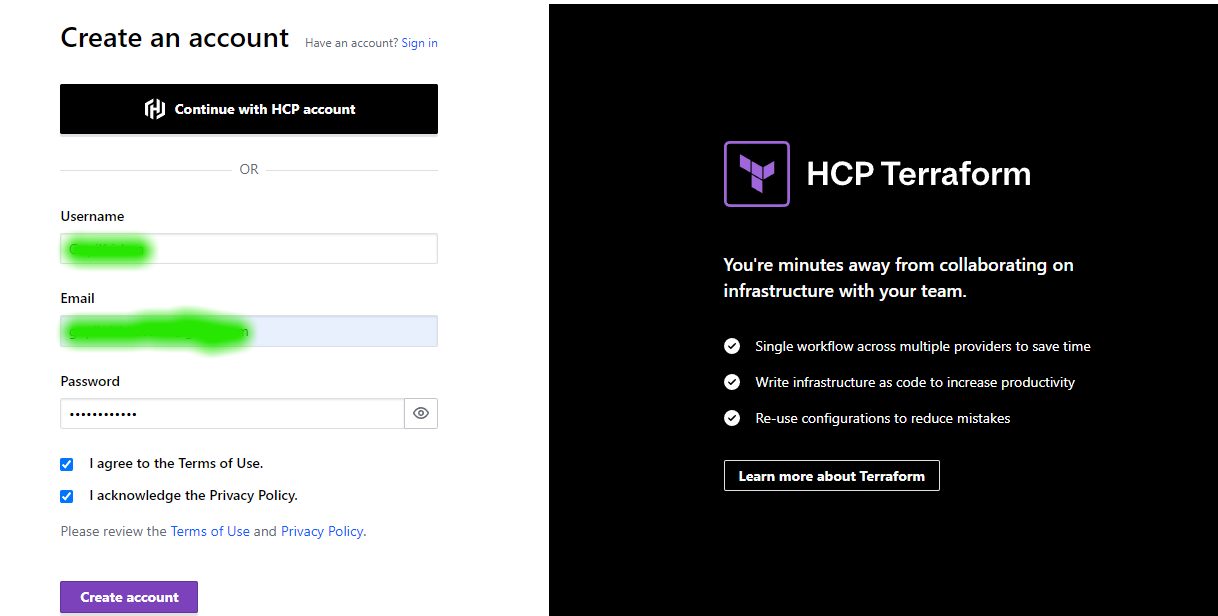 Create an account Have an account? Sign in
Continue with HCP account
OR
Username
Email
Password
••••••••••••
I agree to the Terms of Use.
I acknowledge the Privacy Policy.
Please review the Terms of Use and Privacy Policy.
Create account
HCP Terraform
You're minutes away from collaborating on
infrastructure with your team.
Single workflow across multiple providers to save time
Write infrastructure as code to increase productivity
Re-use configurations to reduce mistakes
Learn more about Terraform